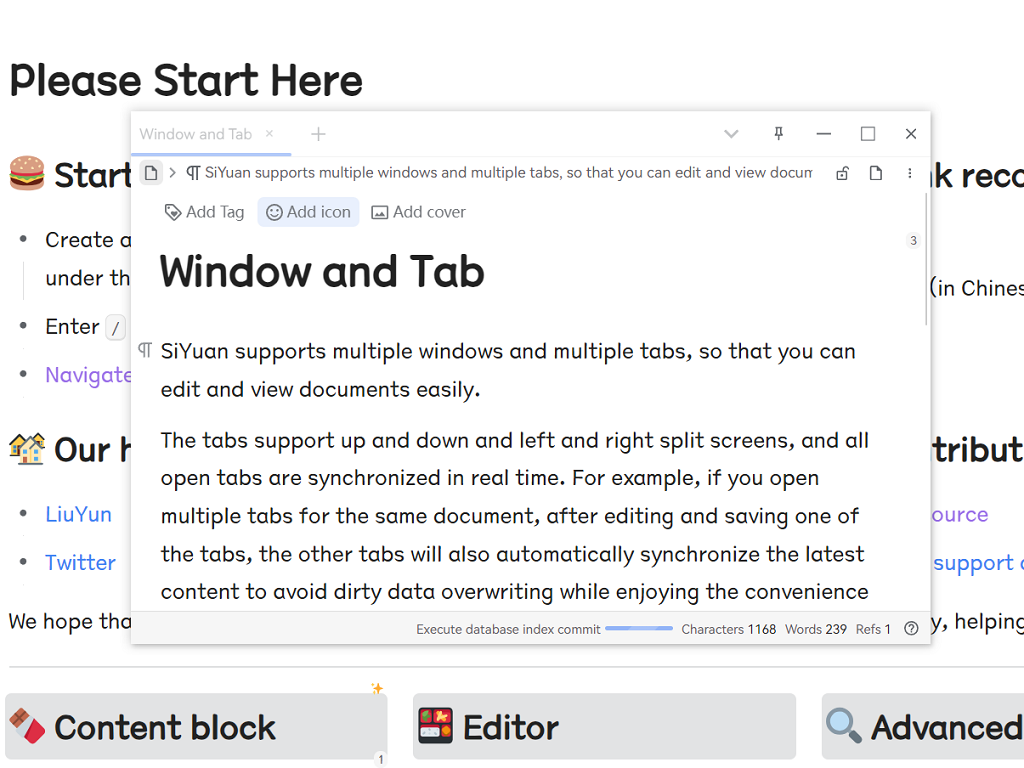 Please Start Here
Window and Tab
SiYuan supports multiple windows and multiple tabs, so that you can edit and view docum
Add Tag Add icon Add cover
3
Window and Tab
SiYuan supports multiple windows and multiple tabs, so that you can
edit and view documents easily.
The tabs support up and down and left and right split screens, and all
open tabs are synchronized in real time. For example, if you open
multiple tabs for the same document, after editing and saving one of
the tabs, the other tabs will also automatically synchronize the latest
content to avoid dirty data overwriting while enjoying the convenience
Execute database index commit Characters 1168 Words 239 Refs 1
Start
Create a
under th
Enter /
Navigate
Our h
LiuYun
Twitter
We hope tha
k reco
(in Chines
tribut
ource
support
y, helping
Content block
1
Editor
Advanced